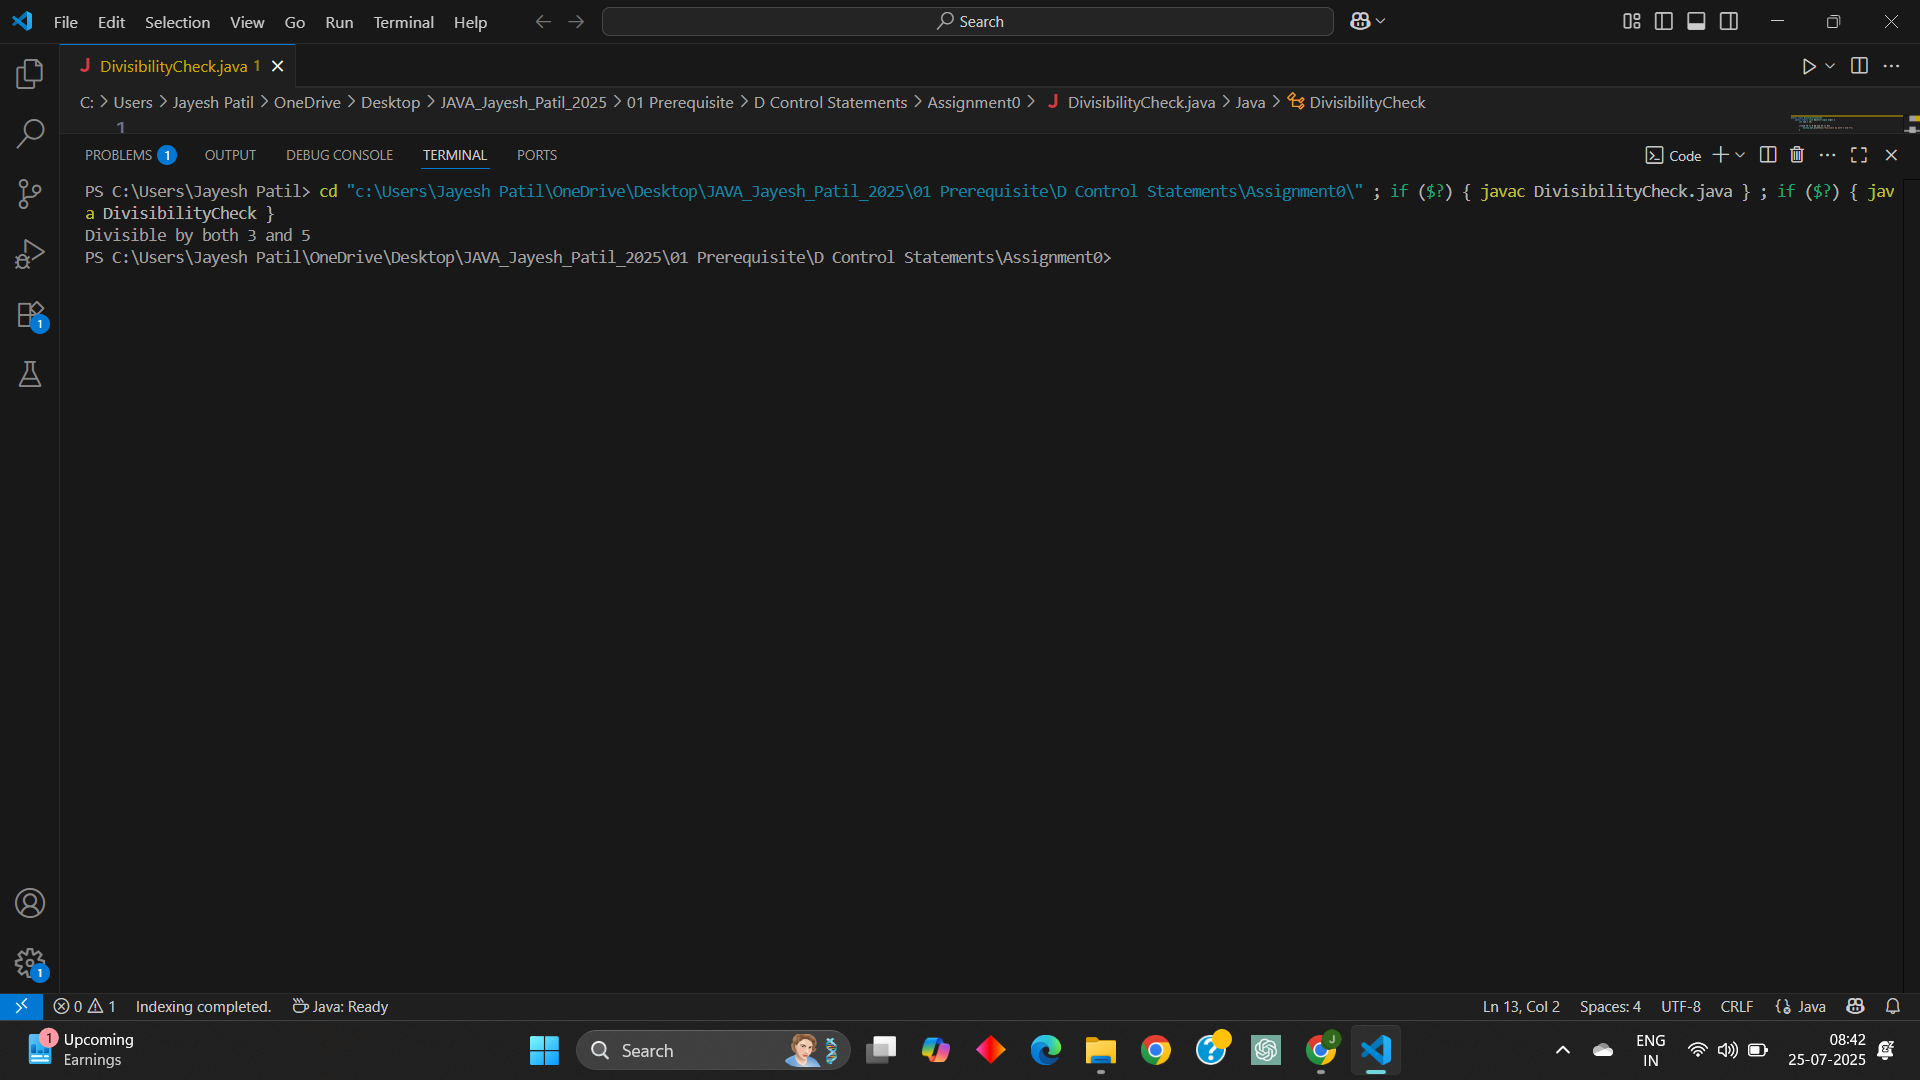 File Edit Selection View Go Run Terminal Help
Search
DivisibilityCheck.java 1
C: > Users > Jayesh Patil > OneDrive > Desktop > JAVA_Jayesh_Patil_2025 > 01 Prerequisite > D Control Statements > Assignment0 > J DivisibilityCheck.java > Java > DivisibilityCheck
1
PROBLEMS 1 OUTPUT DEBUG CONSOLE TERMINAL PORTS
Code
PS C:\Users\Jayesh Patil> cd "c:\Users\Jayesh Patil\OneDrive\Desktop\JAVA_Jayesh_Patil_2025\01 Prerequisite\D Control Statements\Assignment0\" ; if ($?) { javac DivisibilityCheck.java } ; if ($?) { jav
a DivisibilityCheck }
Divisible by both 3 and 5
PS C:\Users\Jayesh Patil\OneDrive\Desktop\JAVA_Jayesh_Patil_2025\01 Prerequisite\D Control Statements\Assignment0>
1
1
0 1 Indexing completed. Java: Ready
Ln 13, Col 2 Spaces: 4 UTF-8 CRLF Java
1 Upcoming
Earnings
Search
J
ENG
IN
08:42
25-07-2025